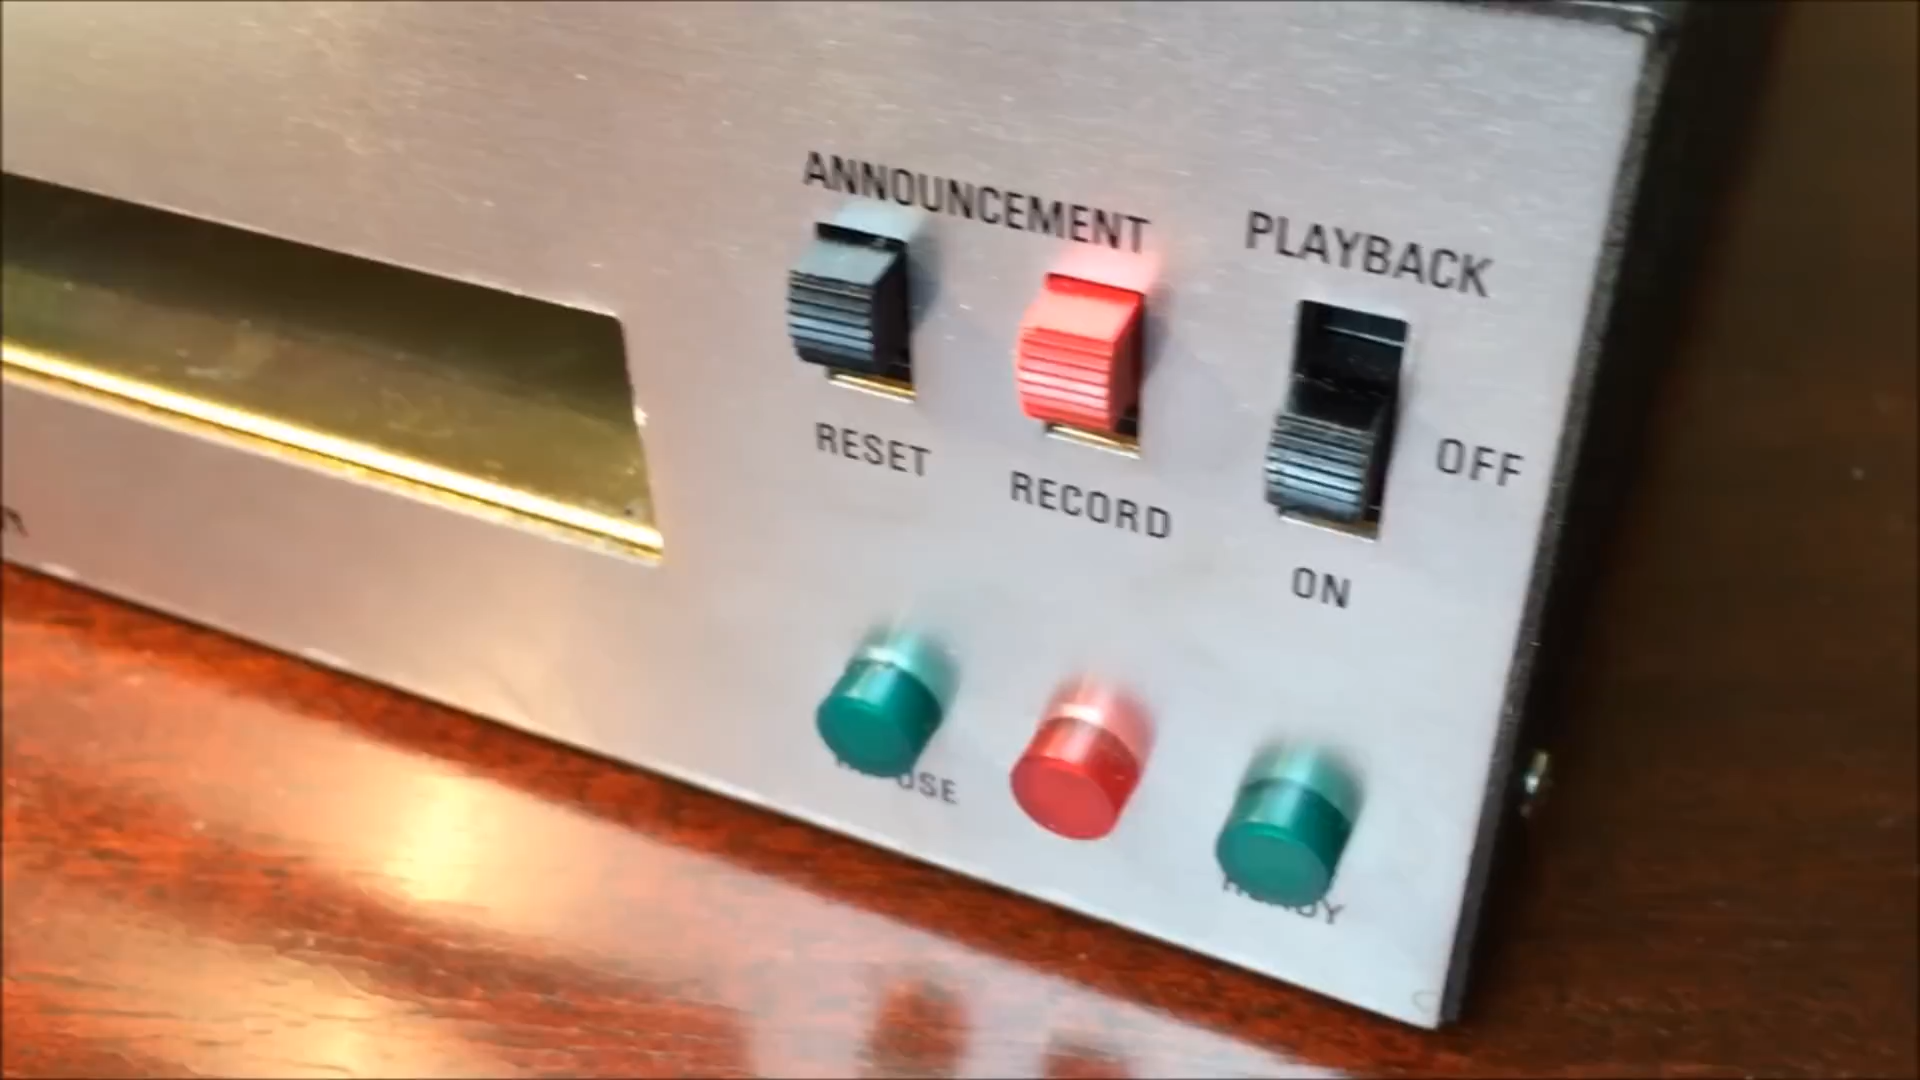 ANNOUNCEMENT
PLAYBACK
RESET
RECORD
OFF
ON